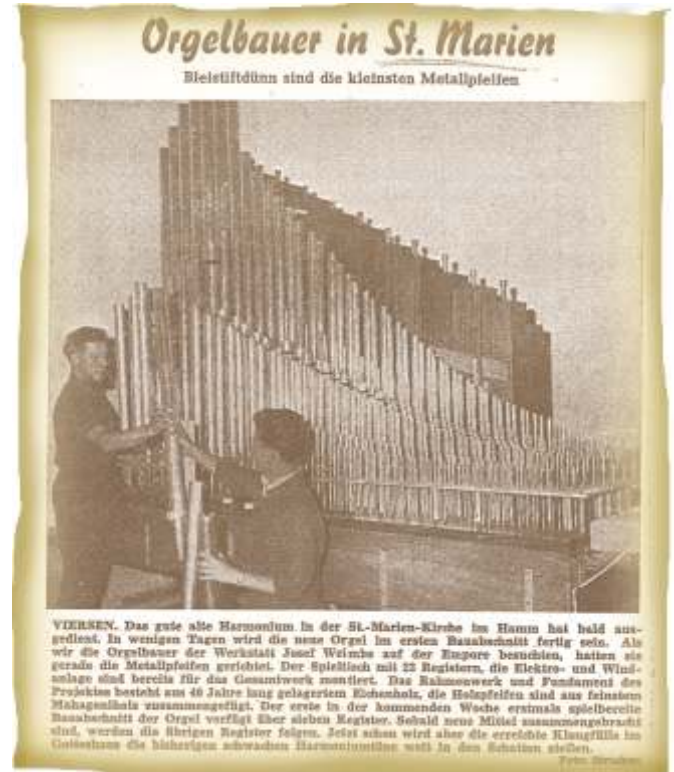 Orgelbauer in St. Marien
Bleistiftdünn sind die kleinsten Metallpfeifen
VIERSEN. Das gute alte Harmonium in der St.-Marien-Kirche im Hamm hat bald aus-
gedient. In wenigen Tagen wird die neue Orgel im ersten Bauabschnitt fertig sein. Als
wir die Orgelbauer der Werkstatt Josef Weimbs auf der Empore besuchten, hatten sie
gerade die Metallpfeifen gerichtet. Der Spieltisch mit 22 Registern, die Elektro- und Wind-
anlage sind bereits für das Gesamtwerk montiert. Das Rahmenwerk und Fundament des
Projektes besteht aus 40 Jahre lang gelagertem Eichenholz, die Holzpfeifen sind aus feinstem
Mahagoniholz zusammengefügt. Der erste in der kommenden Woche erstmals spielbereite
Bauabschnitt der Orgel verfügt über sieben Register. Sobald neue Mittel zusammengebracht
sind, werden die übrigen Register folgen. Jetzt schon wird aber die erreichte Klangfülle im
Gotteshaus die bisherigen schwachen Harmoniumtöne weit in den Schatten stellen.
Foto: